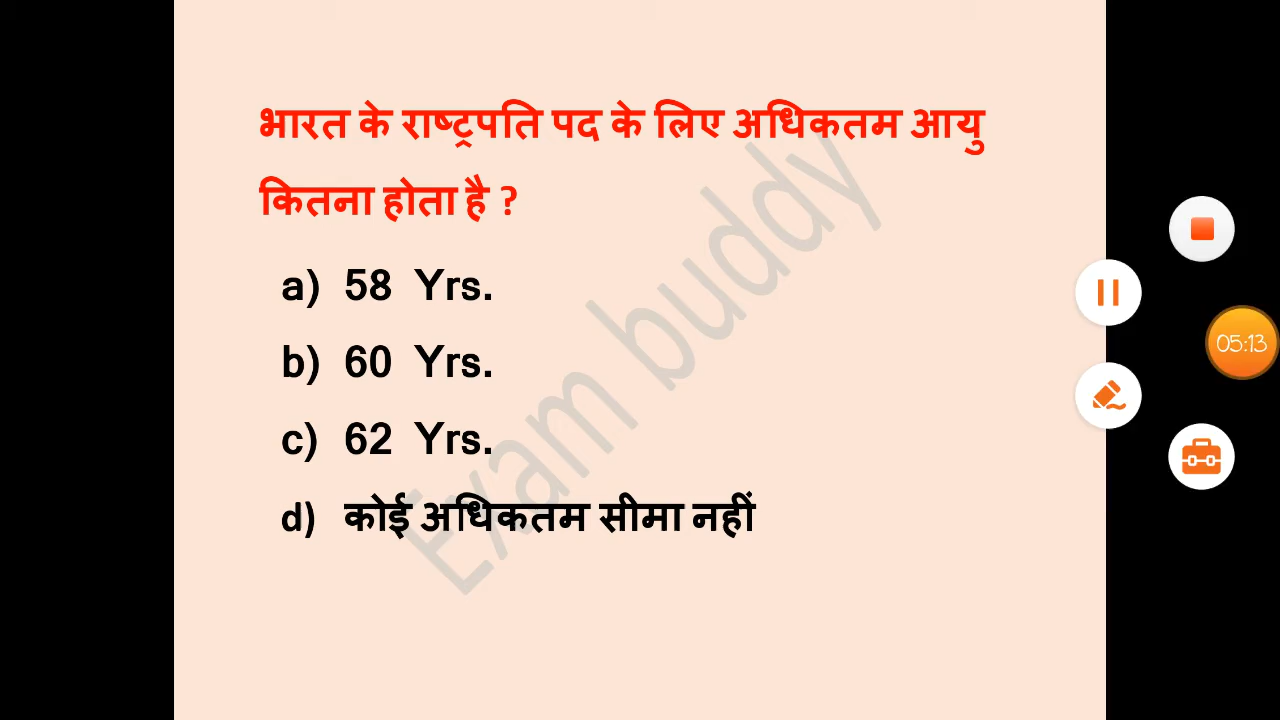 भारत के राष्ट्रपति पद के लिए अधिकतम आयु
कितना होता है ?
a) 58 Yrs.
b) 60 Yrs.
c) 62 Yrs.
d) कोई अधिकतम सीमा नहीं
Exam buddy
05:13